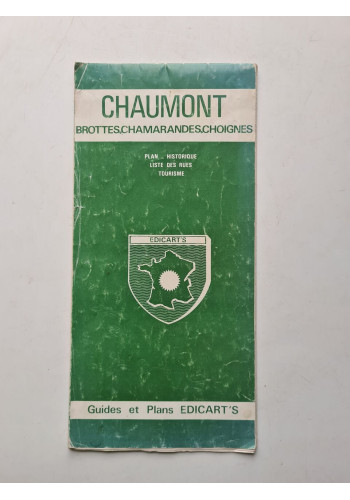 CHAUMONT
BROTTES,CHAMARANDES,CHOIGNES
PLAN .. HISTORIQUE
LISTE DES RUES
TOURISME
EDICART'S
Guides et Plans EDICART'S